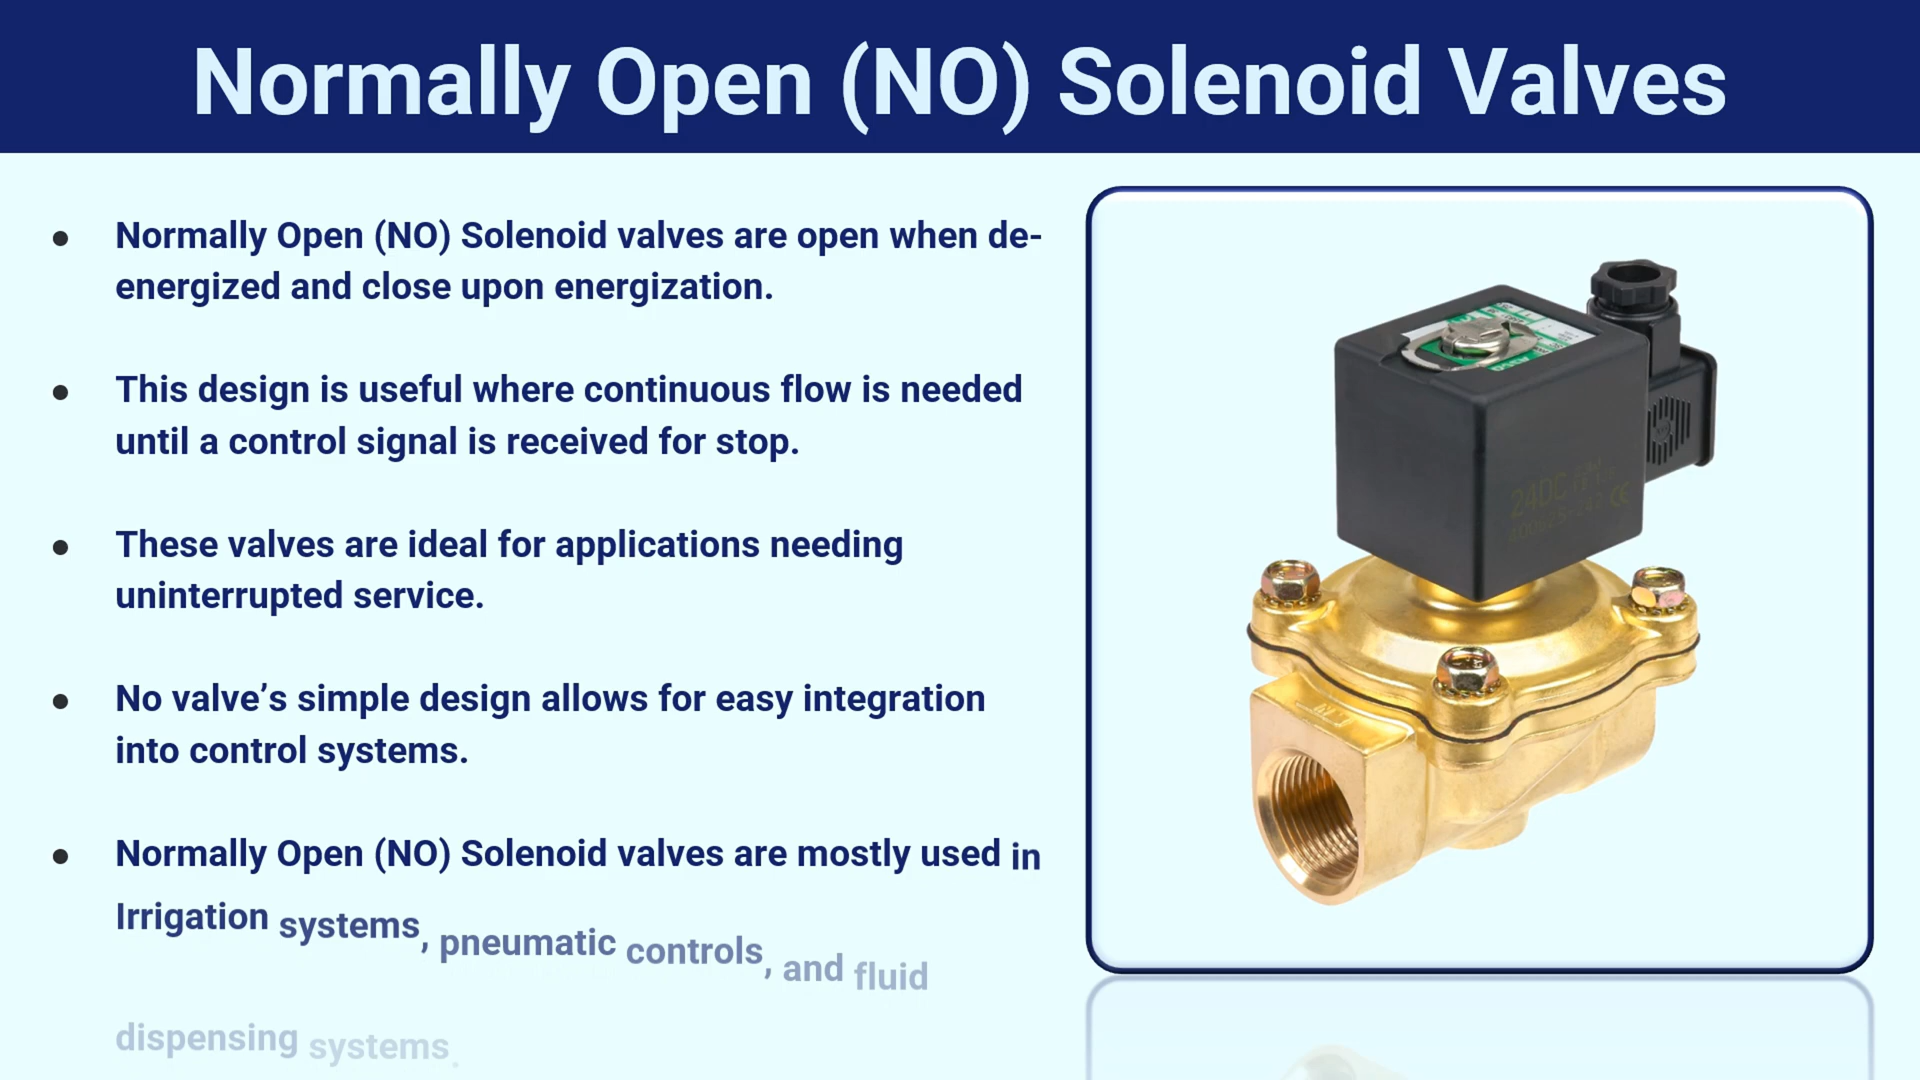 Normally Open (NO) Solenoid Valves
• Normally Open (NO) Solenoid valves are open when de-
energized and close upon energization.
• This design is useful where continuous flow is needed
until a control signal is received for stop.
• These valves are ideal for applications needing
uninterrupted service.
• No valve’s simple design allows for easy integration
into control systems.
• Normally Open (NO) Solenoid valves are mostly used in
Irrigation systems, pneumatic controls, and fluid
dispensing systems.
24DC
CE